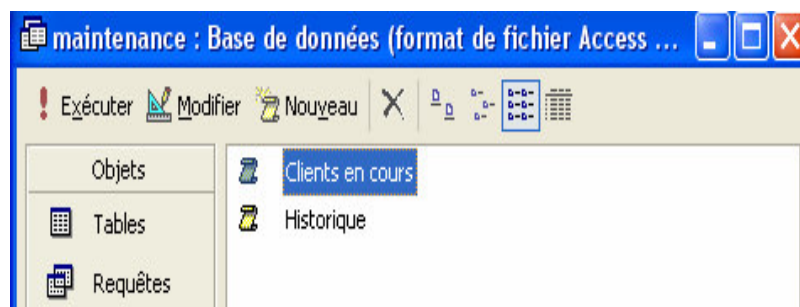 maintenance : Base de données (format de fichier Access ...
Exécuter Modifier Nouveau
Objets
Clients en cours
Tables
Historique
Requêtes